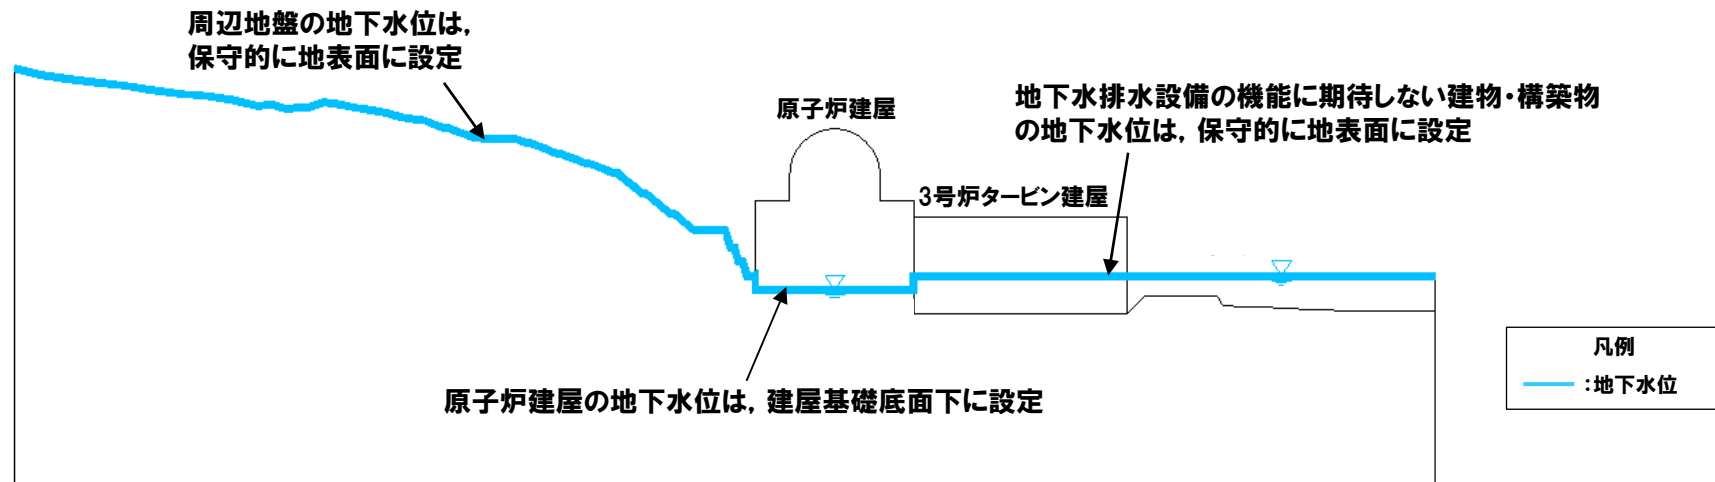 周辺地盤の地下水位は，
保守的に地表面に設定
原子炉建屋
地下水排水設備の機能に期待しない建物・構築物
の地下水位は，保守的に地表面に設定
3号炉タービン建屋
原子炉建屋の地下水位は，建屋基礎底面下に設定
凡例
：地下水位